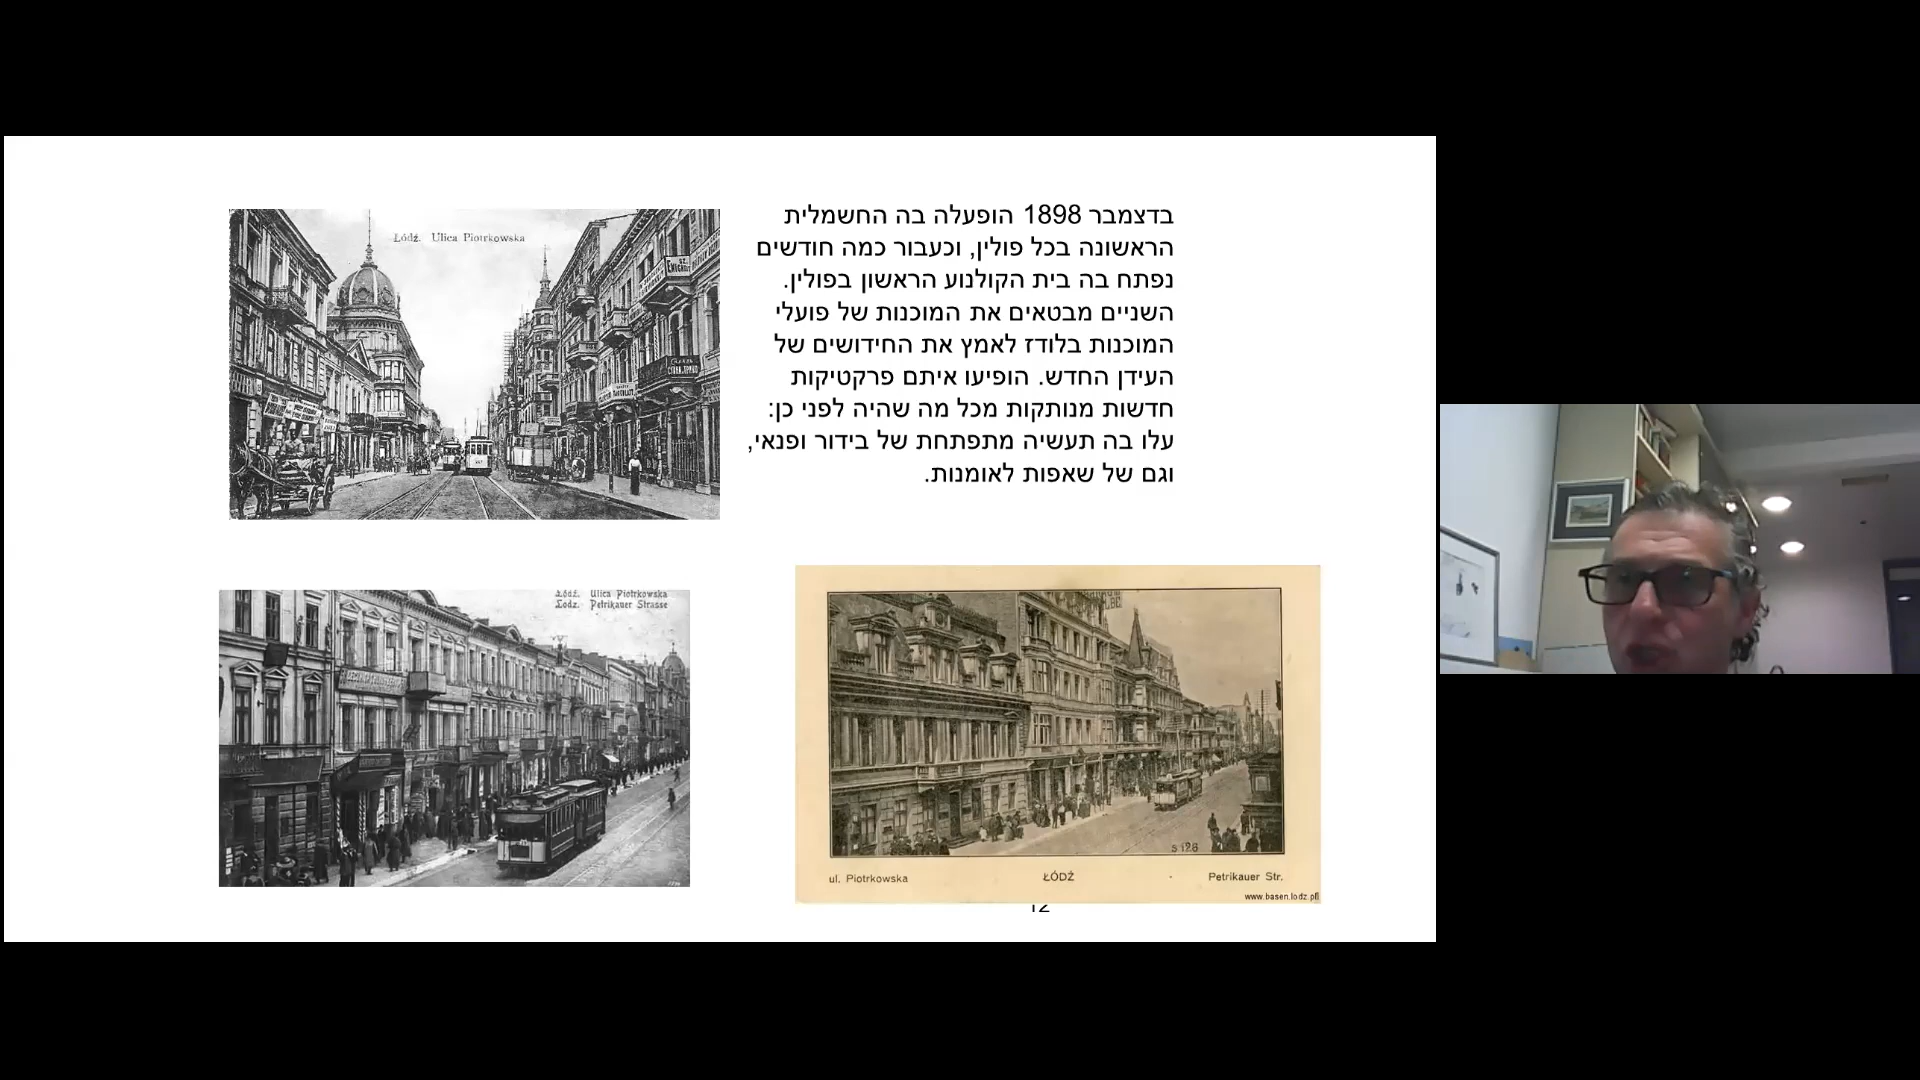 בדצמבר 1898 הופעלה בה החשמלית
הראשונה בכל פולין, וכעבור כמה חודשים
נפתח בה בית הקולנוע הראשון בפולין.
השניים מבטאים את המוכנות של פועלי
המוכנות בלודז לאמץ את החידושים של
העידן החדש. הופיעו איתם פרקטיקות
חדשות מנותקות מכל מה שהיה לפני כן:
עלו בה תעשיה מתפתחת של בידור ופנאי,
וגם של שאפות לאומנות.
Łódź. Ulica Piotrkowska
Łódź. Ulica Piotrkowska
Lodz. Petrikauer Strasse
S 126
ul. Piotrkowska ŁÓDŹ Petrikauer Str.
www.basen.lodz.pl
12